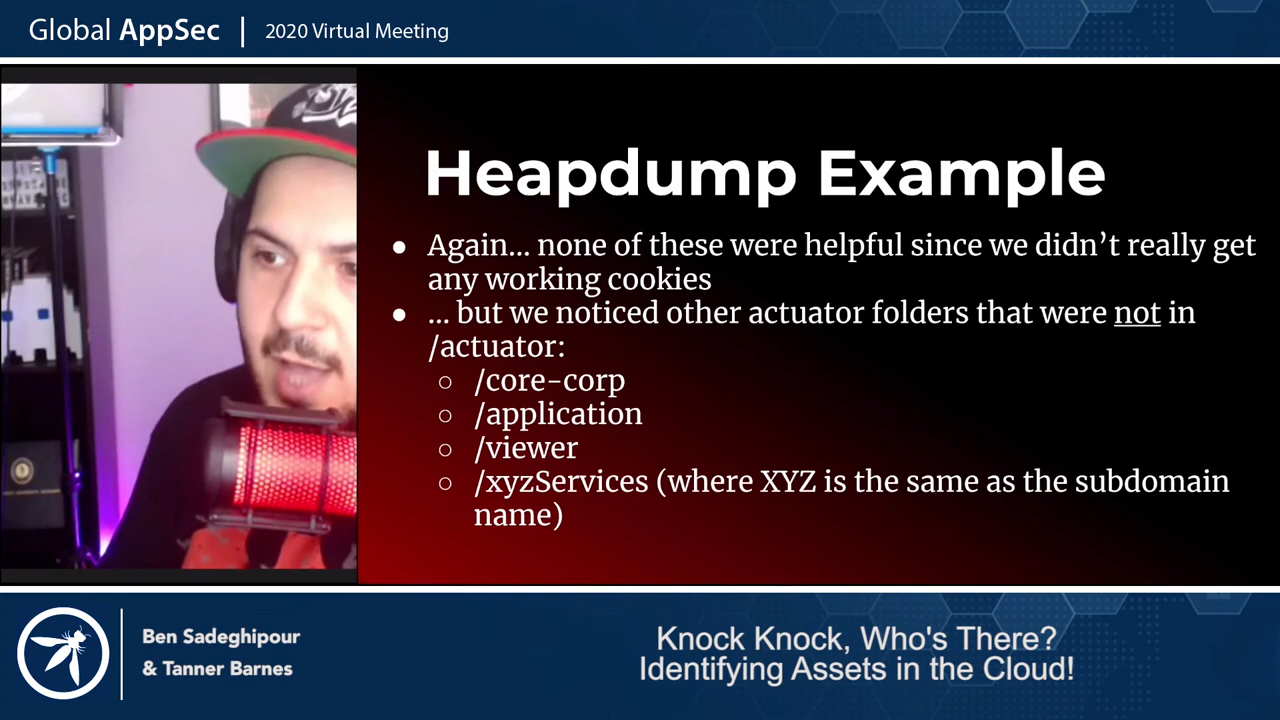 Global AppSec | 2020 Virtual Meeting
Heapdump Example
● Again... none of these were helpful since we didn’t really get
any working cookies
● ... but we noticed other actuator folders that were not in
/actuator:
○ /core-corp
○ /application
○ /viewer
○ /xyzServices (where XYZ is the same as the subdomain
name)
Ben Sadeghipour
& Tanner Barnes
Knock Knock, Who's There?
Identifying Assets in the Cloud!